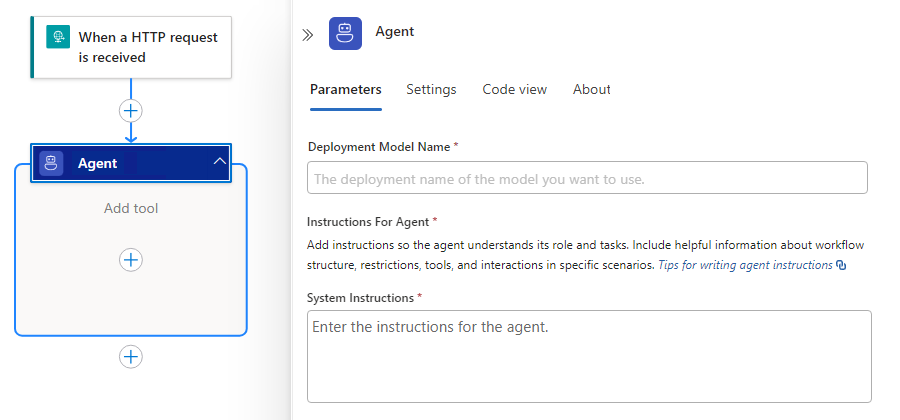 When a HTTP request
is received
Agent
Add tool
Agent
Parameters Settings Code view About
Deployment Model Name *
The deployment name of the model you want to use.
Instructions For Agent *
Add instructions so the agent understands its role and tasks. Include helpful information about workflow
structure, restrictions, tools, and interactions in specific scenarios. Tips for writing agent instructions
System Instructions *
Enter the instructions for the agent.